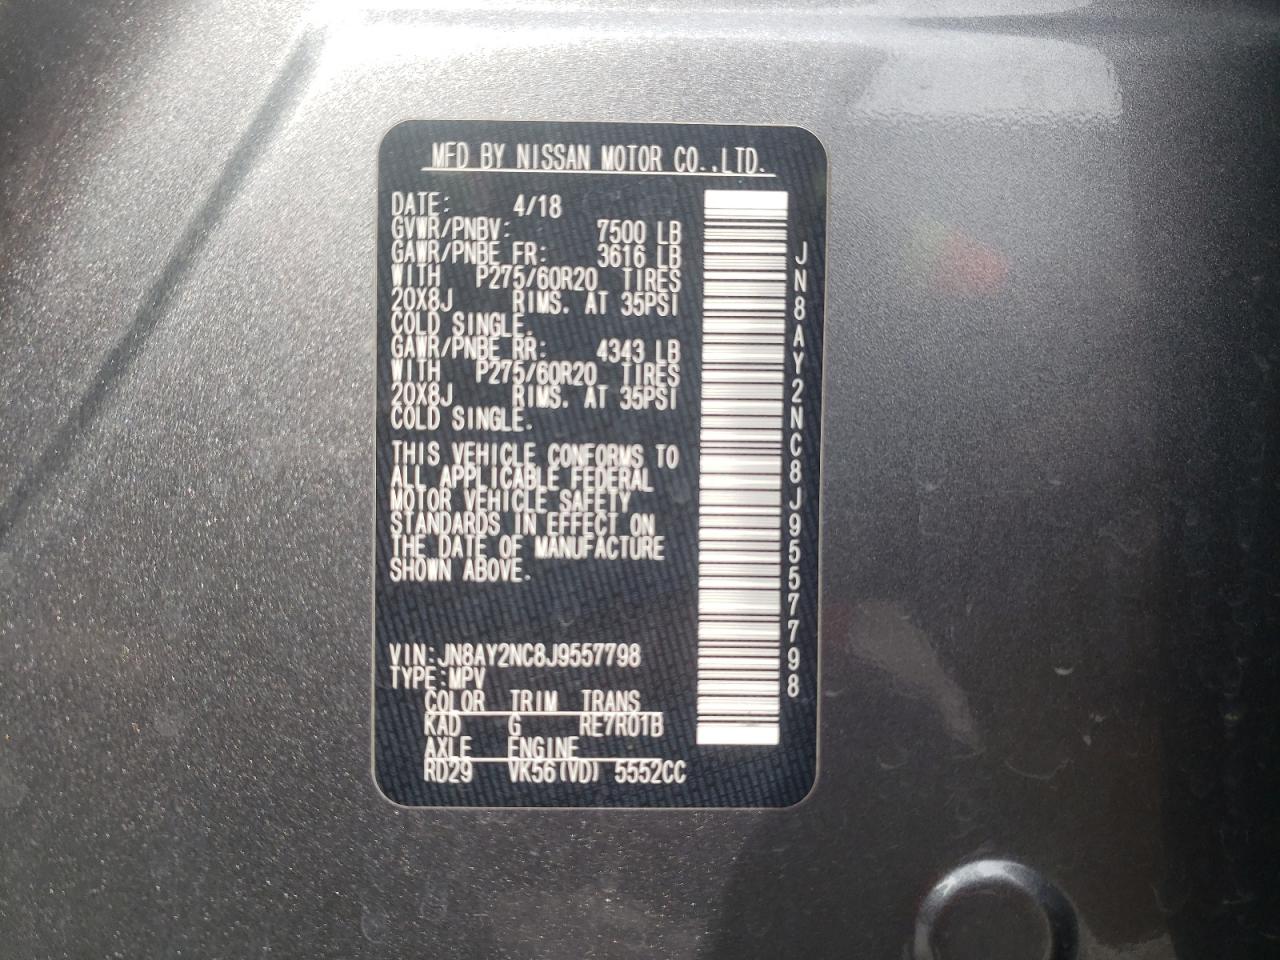 MFD BY NISSAN MOTOR CO.,LTD.
DATE: 4/18
GVWR/PNBV: 7500 LB
GAWR/PNBE FR: 3616 LB
WITH P275/60R20 TIRES
20X8J RIMS. AT 35PSI
COLD SINGLE.
GAWR/PNBE RR: 4343 LB
WITH P275/60R20 TIRES
20X8J RIMS. AT 35PSI
COLD SINGLE.
THIS VEHICLE CONFORMS TO
ALL APPLICABLE FEDERAL
MOTOR VEHICLE SAFETY
STANDARDS IN EFFECT ON
THE DATE OF MANUFACTURE
SHOWN ABOVE.
VIN:JN8AY2NC8J9557798
TYPE:MPV
COLOR TRIM TRANS
KAD G RE7R01B
AXLE ENGINE
RD29 VK56(VD) 5552CC
JN8AY2NC8J9557798